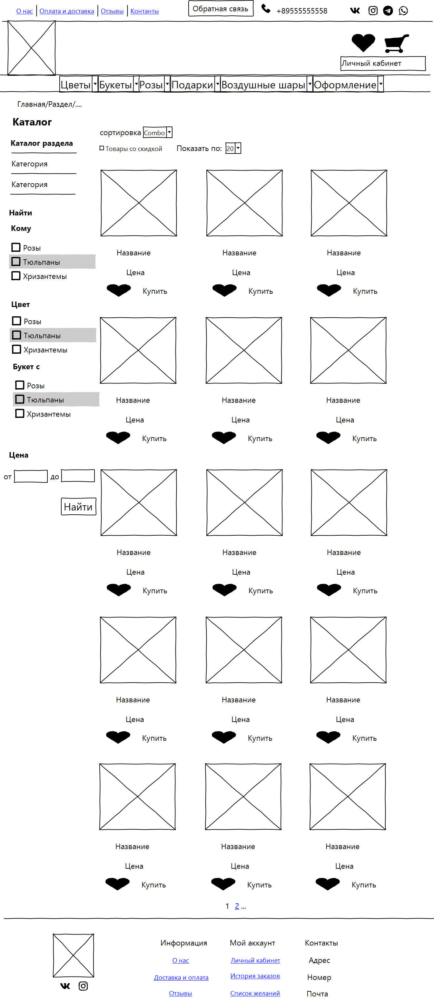 О нас
Оплата и доставка
Отзывы
Контанты
Обратная связь
+89555555558
Личный кабинет
Цветы
Букеты
Розы
Подарки
Воздушные шары
Оформление
Главная/Раздел/....
Каталог
Каталог раздела
Категория
Категория
Найти
Кому
Розы
Тюльпаны
Хризантемы
Цвет
Розы
Тюльпаны
Хризантемы
Букет с
Розы
Тюльпаны
Хризантемы
Цена
от
до
Найти
сортировка Combo
Товары со скидкой
Показать по: 20
Название Название Название
Цена Цена Цена
Купить Купить Купить
Название Название Название
Цена Цена Цена
Купить Купить Купить
Название Название Название
Цена Цена Цена
Купить Купить Купить
Название Название Название
Цена Цена Цена
Купить Купить Купить
Название Название Название
Цена Цена Цена
Купить Купить Купить
1 2 ...
Информация
О нас
Доставка и оплата
Отзывы
Мой аккаунт
Личный кабинет
История заказов
Список желаний
Контакты
Адрес
Номер
Почта